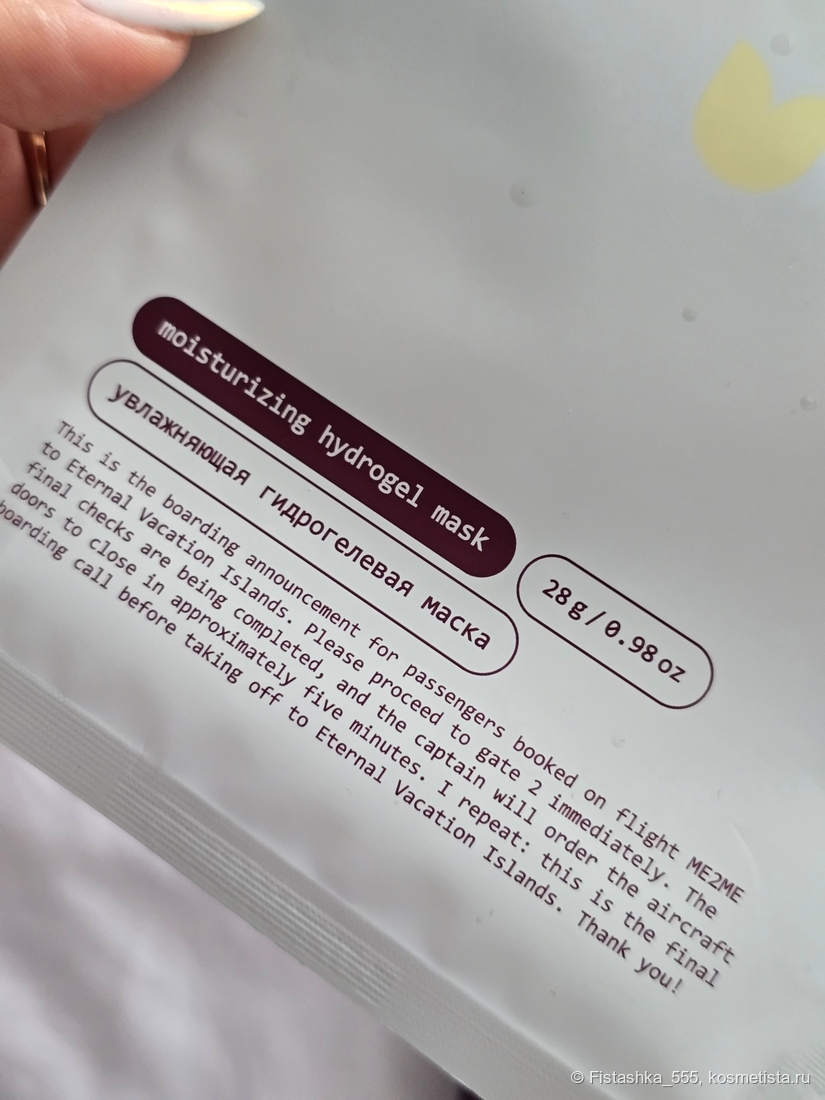 moisturizing hydrogel mask
увлажняющая гидрогелевая маска
28 g / 0.98 oz
This is the boarding announcement for passengers booked on flight ME2ME
to Eternal Vacation Islands. Please proceed to gate 2 immediately. The
final checks are being completed, and the captain will order the aircraft
doors to close in approximately five minutes. I repeat: this is the final
boarding call before taking off to Eternal Vacation Islands. Thank you!
© Fistashka_555, kosmetista.ru